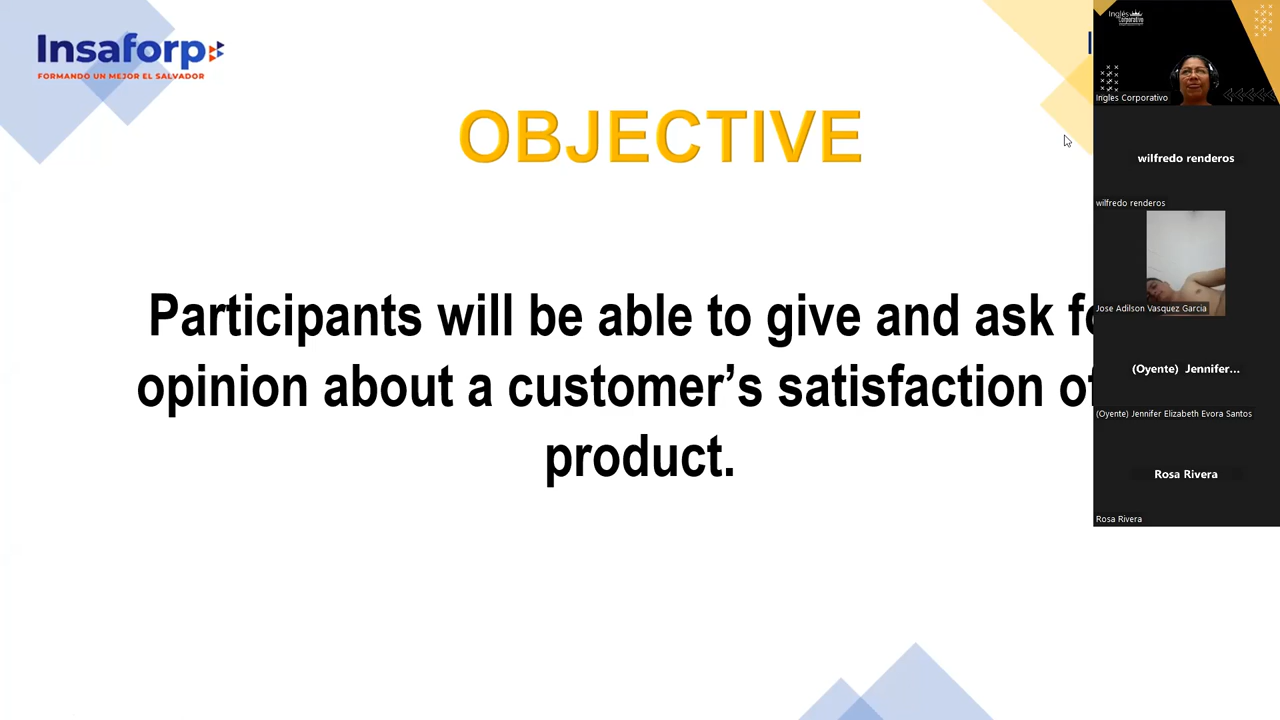 Insaforp
FORMANDO UN MEJOR EL SALVADOR
OBJECTIVE
Participants will be able to give and ask fo
opinion about a customer’s satisfaction of
product.
Inglés
Corporativo
Ingles Corporativo
wilfredo renderos
wilfredo renderos
Jose Adilson Vasquez Garcia
(Oyente) Jennifer...
(Oyente) Jennifer Elizabeth Evora Santos
Rosa Rivera
Rosa Rivera